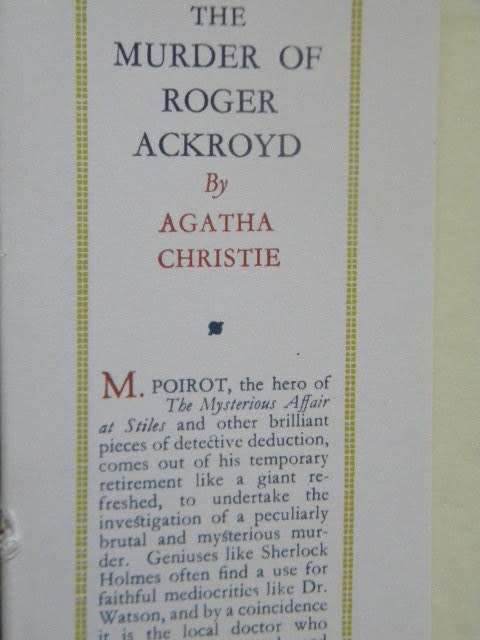 THE
MURDER OF
ROGER
ACKROYD
By
AGATHA
CHRISTIE
M. POIROT, the hero of
The Mysterious Affair
at Stiles and other brilliant
pieces of detective deduction,
comes out of his temporary
retirement like a giant re-
freshed, to undertake the
investigation of a peculiarly
brutal and mysterious mur-
der. Geniuses like Sherlock
Holmes often find a use for
faithful mediocrities like Dr.
Watson, and by a coincidence
it is the local doctor who